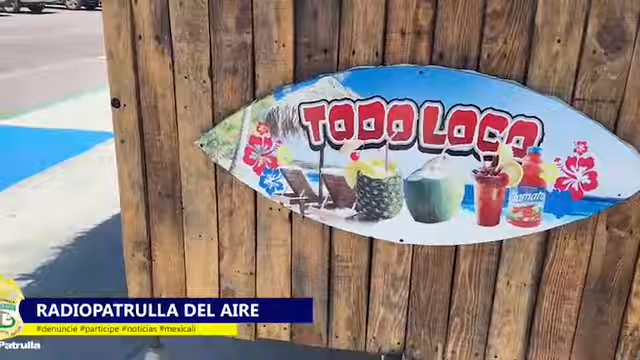 TODO LOCO
Clamato
RADIOPATRULLA DEL AIRE
#denuncie #participe #noticias #mexicali
Patrulla